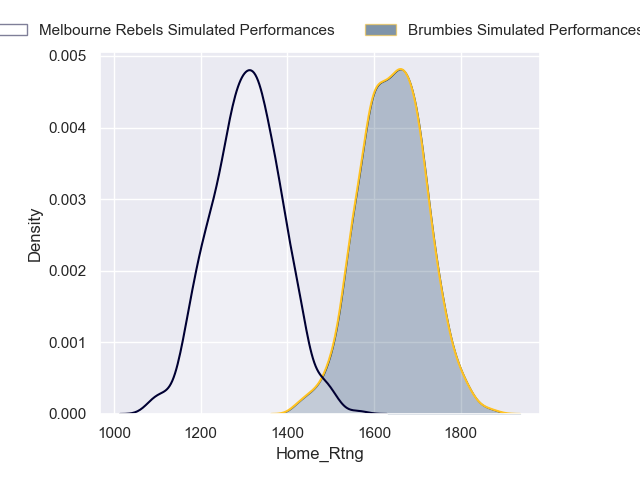 Melbourne Rebels Simulated Performances
Brumbies Simulated Performances
0.005
0.004
0.003
0.002
0.001
0.000
Density
1000 1200 1400 1600 1800
Home_Rtng